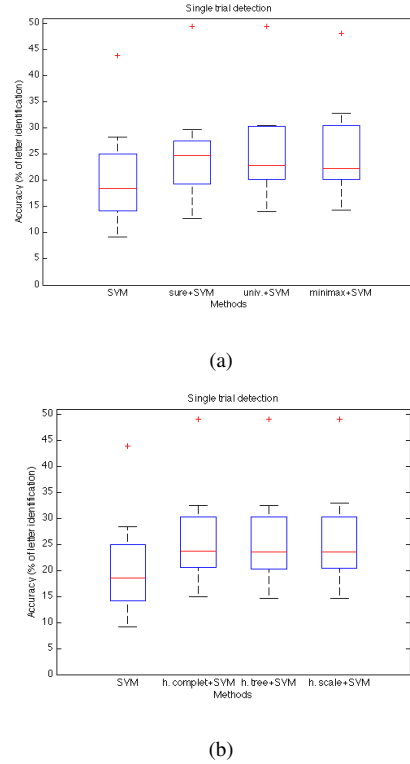 Single trial detection
50
45
40
35
30
25
20
15
10
5
0
Accuracy (% of letter identification)
SVM sure+SVM univ.+SVM minimax+SVM
Methods
(a)
Single trial detection
50
45
40
35
30
25
20
15
10
5
0
Accuracy (% of letter identification)
SVM h. complet+SVM h. tree+SVM h. scale+SVM
Methods
(b)